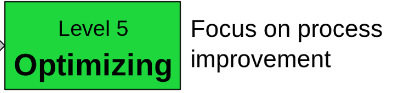 Level 5
Optimizing
Focus on process
improvement